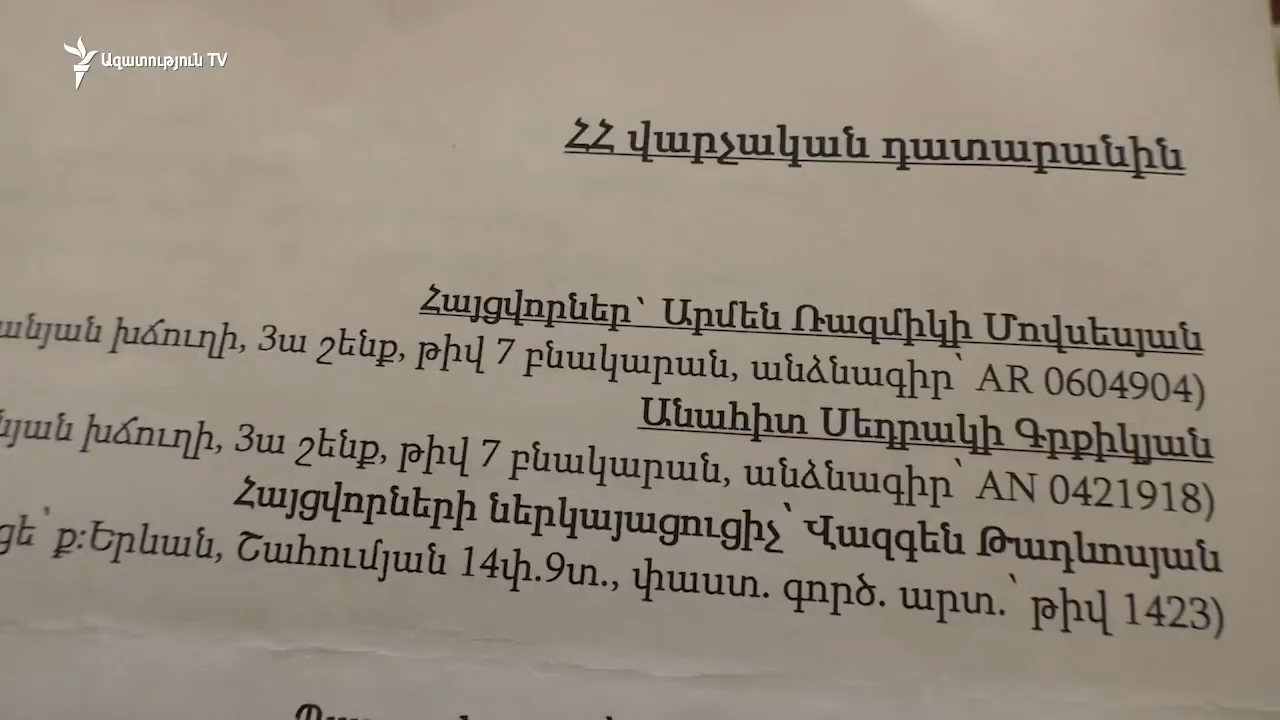 Ազատություն TV
ՀՀ վարչական դատարանին
Հայցվորներ՝ Արմեն Ռազմիկի Մովսեսյան
խճուղի, 3ա շենք, թիվ 7 բնակարան, անձնագիր՝ AR 0604904)
Անահիտ Սեդրակի Գրքիկյան
խճուղի, 3ա շենք, թիվ 7 բնակարան, անձնագիր՝ AN 0421918)
Հայցվորների ներկայացուցիչ՝ Վազգեն Թադևոսյան
ք:Երևան, Շահումյան 14փ.9տ., փաստ. գործ. արտ.՝ թիվ 1423)